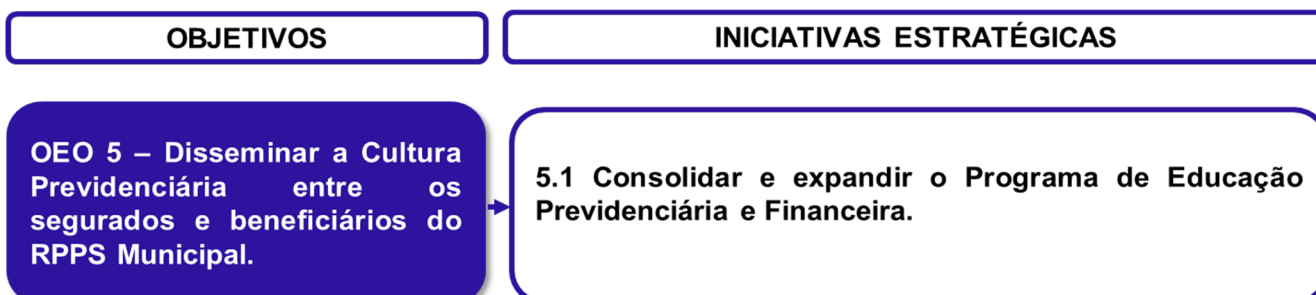 OBJETIVOS
INICIATIVAS ESTRATÉGICAS
OEO 5 – Disseminar a Cultura
Previdenciária entre os
segurados e beneficiários do
RPPS Municipal.
5.1 Consolidar e expandir o Programa de Educação
Previdenciária e Financeira.